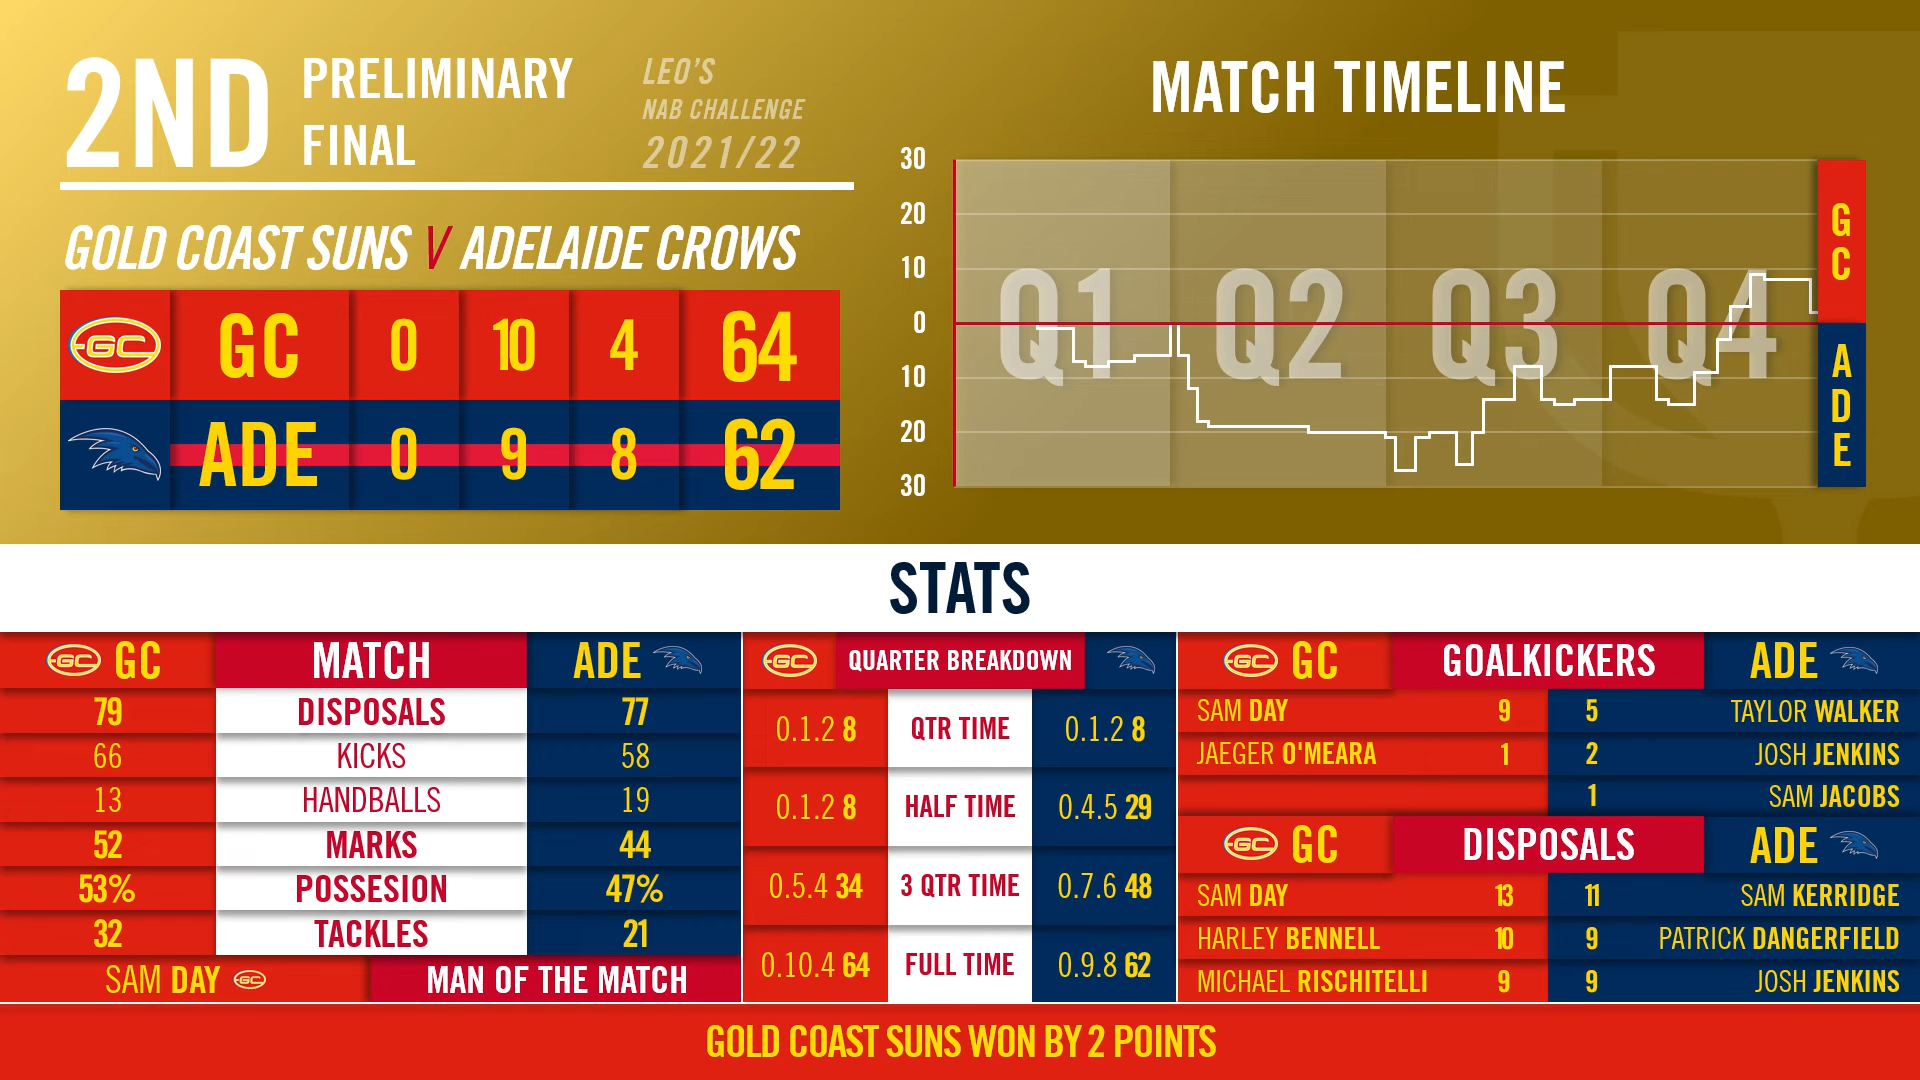 2ND PRELIMINARY FINAL
LEO'S
NAB CHALLENGE
2021/22
GOLD COAST SUNS V ADELAIDE CROWS
GC GC 0 10 4 64
ADE 0 9 8 62
MATCH TIMELINE
30
20
10
0
10
20
30
Q1 Q2 Q3 Q4
GC
ADE
STATS
GC GC MATCH ADE
79 DISPOSALS 77
66 KICKS 58
13 HANDBALLS 19
52 MARKS 44
53% POSSESION 47%
32 TACKLES 21
SAM DAY GC MAN OF THE MATCH
GC QUARTER BREAKDOWN
0.1.2 8 QTR TIME 0.1.2 8
0.1.2 8 HALF TIME 0.4.5 29
0.5.4 34 3 QTR TIME 0.7.6 48
0.10.4 64 FULL TIME 0.9.8 62
GC GC GOALKICKERS ADE
SAM DAY 9 5 TAYLOR WALKER
JAEGER O'MEARA 1 2 JOSH JENKINS
1 SAM JACOBS
GC GC DISPOSALS ADE
SAM DAY 13 11 SAM KERRIDGE
HARLEY BENNELL 10 9 PATRICK DANGERFIELD
MICHAEL RISCHITELLI 9 9 JOSH JENKINS
GOLD COAST SUNS WON BY 2 POINTS